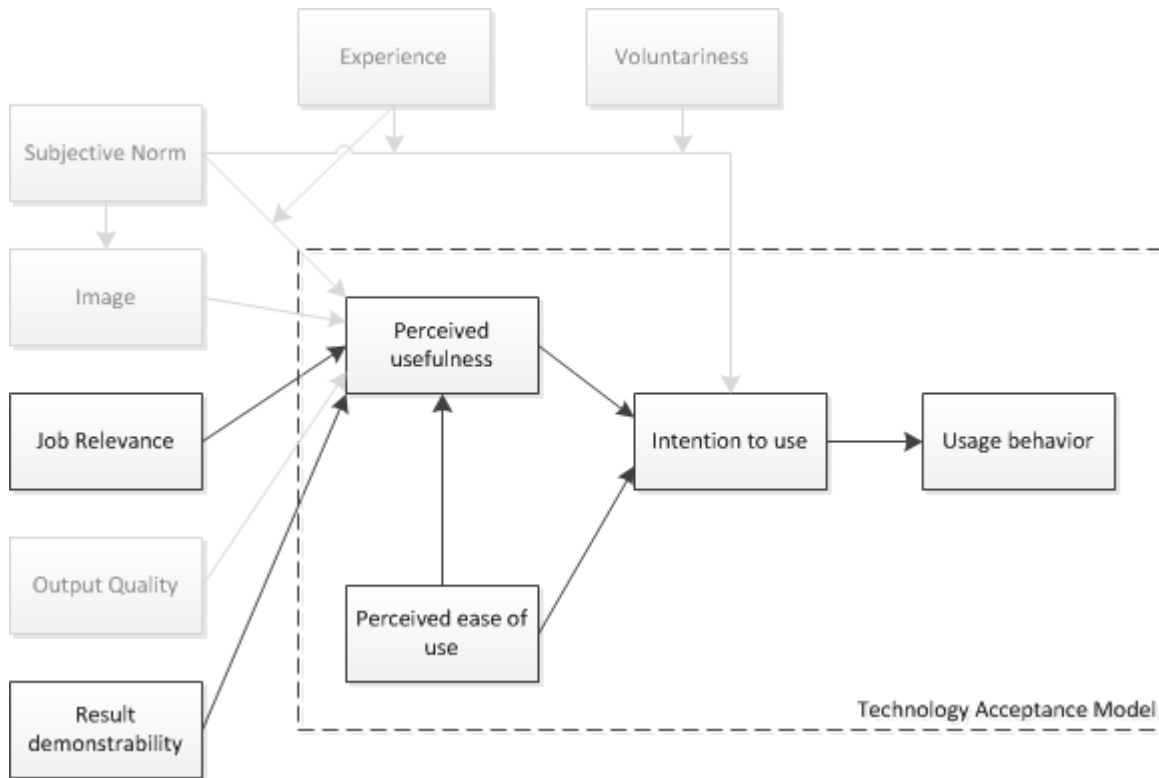 Experience
Voluntariness
Subjective Norm
Image
Perceived
usefulness
Job Relevance
Intention to use
Usage behavior
Output Quality
Perceived ease of
use
Result
demonstrability
Technology Acceptance Model